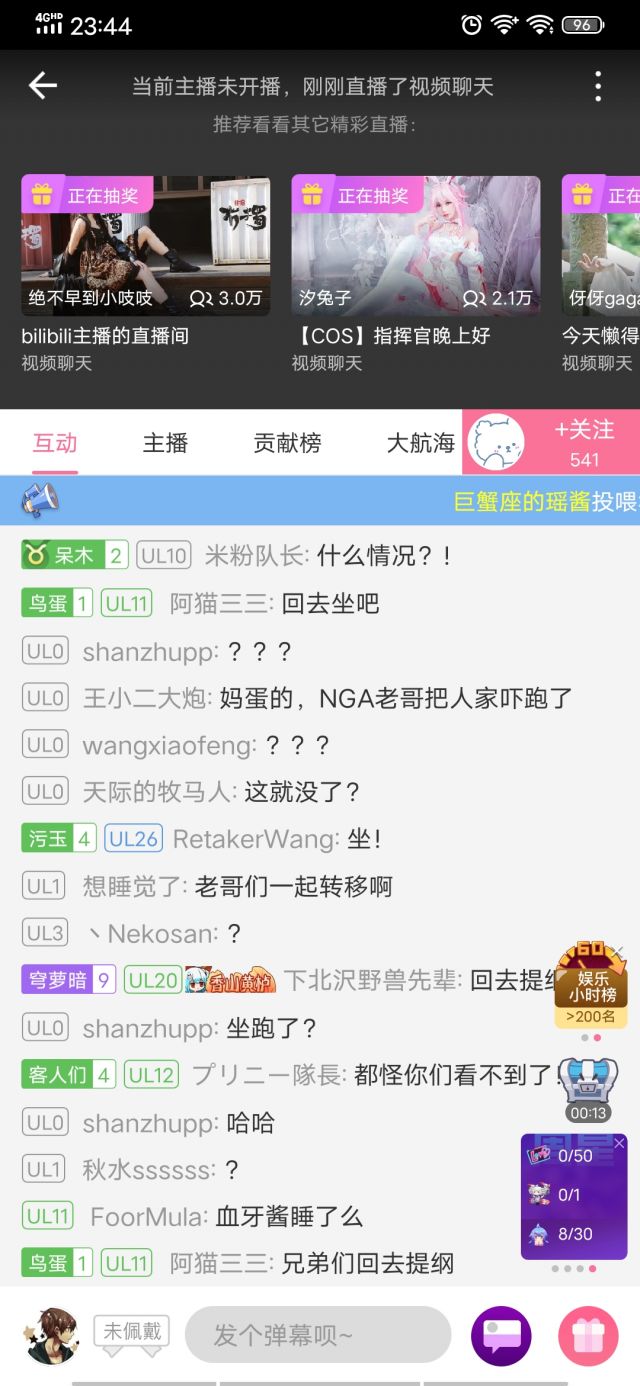 4GHD 23:44 96
当前主播未开播，刚刚直播了视频聊天
推荐看看其它精彩直播：
正在抽奖 正在抽奖 正在
绝不早到小吱吱 3.0万 汐兔子 2.1万 伢伢gaga
bilibili主播的直播间 【COS】指挥官晚上好 今天懒得
视频聊天 视频聊天 视频聊天
互动 主播 贡献榜 大航海 +关注
541
巨蟹座的瑶酱投喂
呆木 2 UL10 米粉队长: 什么情况？！
鸟蛋 1 UL11 阿猫三三: 回去坐吧
UL0 shanzhupp: ？？？
UL0 王小二大炮: 妈蛋的，NGA老哥把人家吓跑了
UL0 wangxiaofeng: ？？？
UL0 天际的牧马人: 这就没了？
污玉 4 UL26 RetakerWang: 坐！
UL1 想睡觉了: 老哥们一起转移啊
UL3 丶Nekosan: ？
穹萝暗 9 UL20 香山黄栌 下北沢野兽先辈: 回去提纲
UL0 shanzhupp: 坐跑了？
客人们 4 UL12 プリニー隊長: 都怪你们看不到了！
UL0 shanzhupp: 哈哈
UL1 秋水ssssss: ？
UL11 FoorMula: 血牙酱睡了么
鸟蛋 1 UL11 阿猫三三: 兄弟们回去提纲
60
娱乐
小时榜
>200名
00:13
0/50
0/1
8/30
未佩戴 发个弹幕呗~